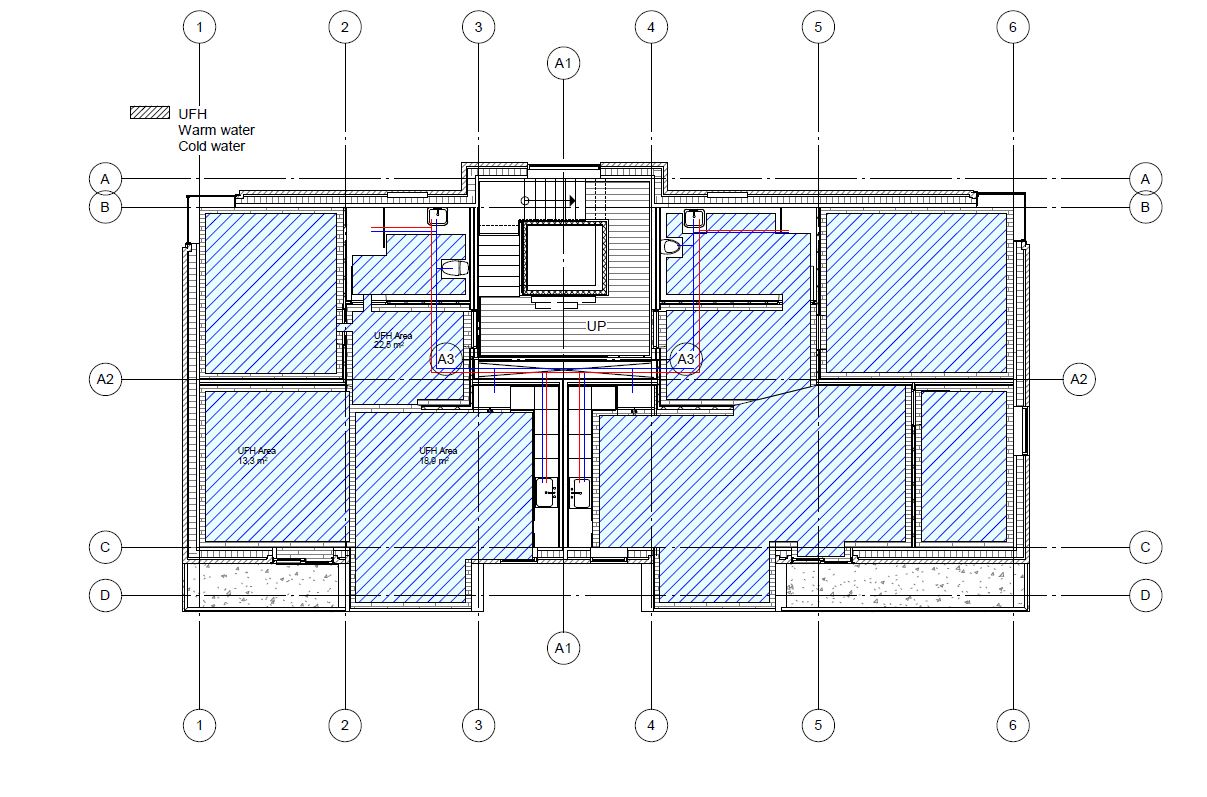 1 2 3 4 5 6
A1
UFH
Warm water
Cold water
A A
B B
UP
UFH Area
22,5 m²
A3 A3
A2 A2
UFH Area
13,3 m²
UFH Area
18,9 m²
C C
D D
A1
1 2 3 4 5 6